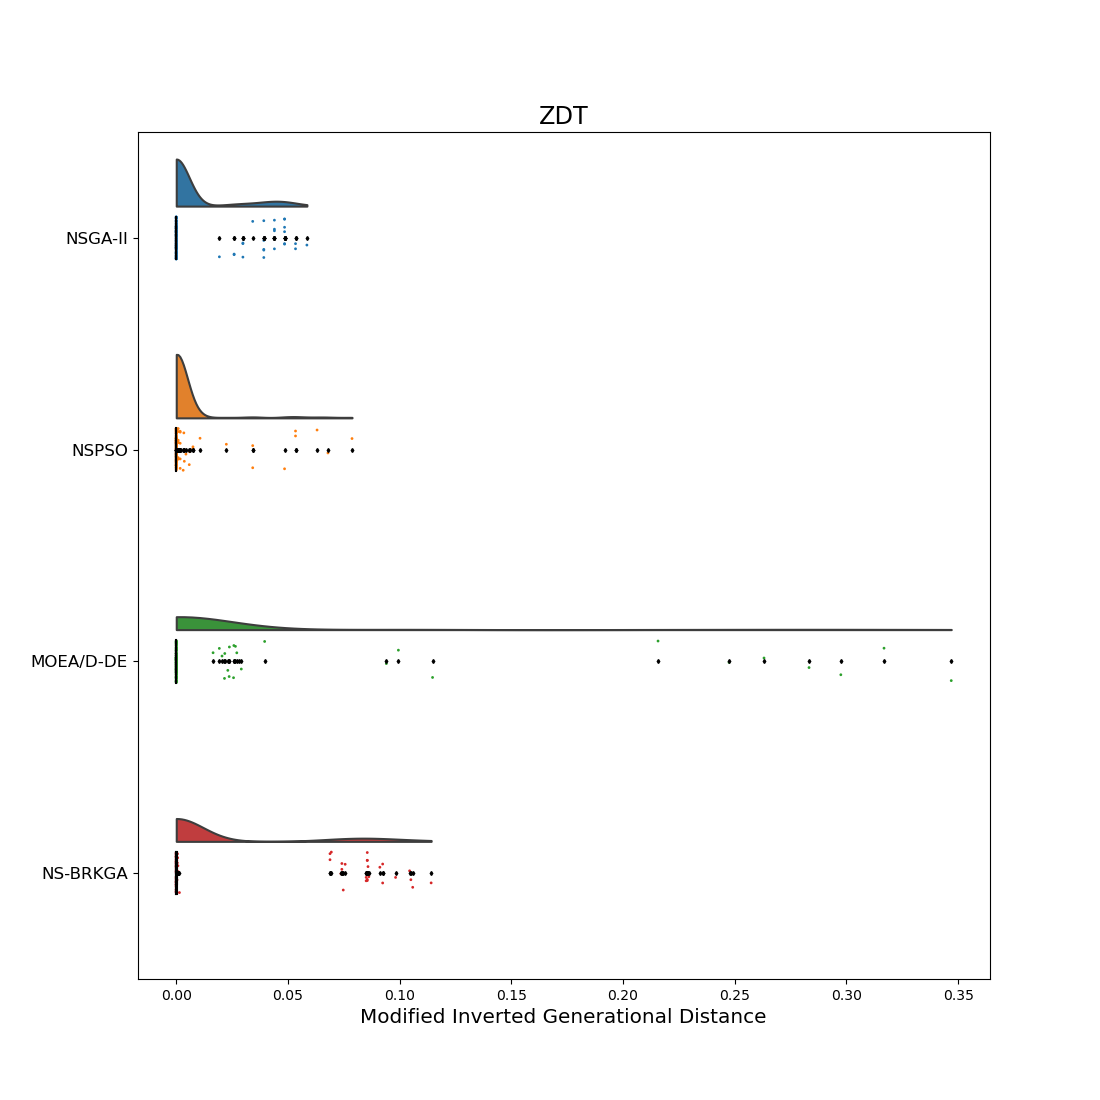 ZDT
NSGA-II
NSPSO
MOEA/D-DE
NS-BRKGA
0.00 0.05 0.10 0.15 0.20 0.25 0.30 0.35
Modified Inverted Generational Distance